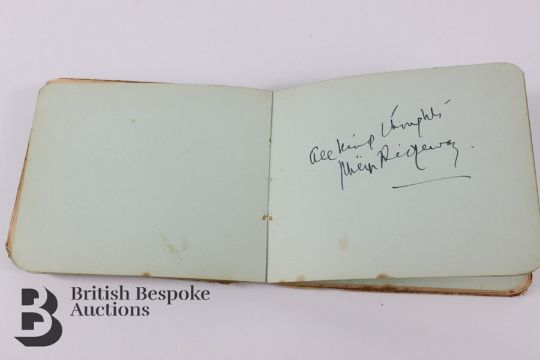 all kind thoughts
Philip Ridgeway.
British Bespoke
Auctions